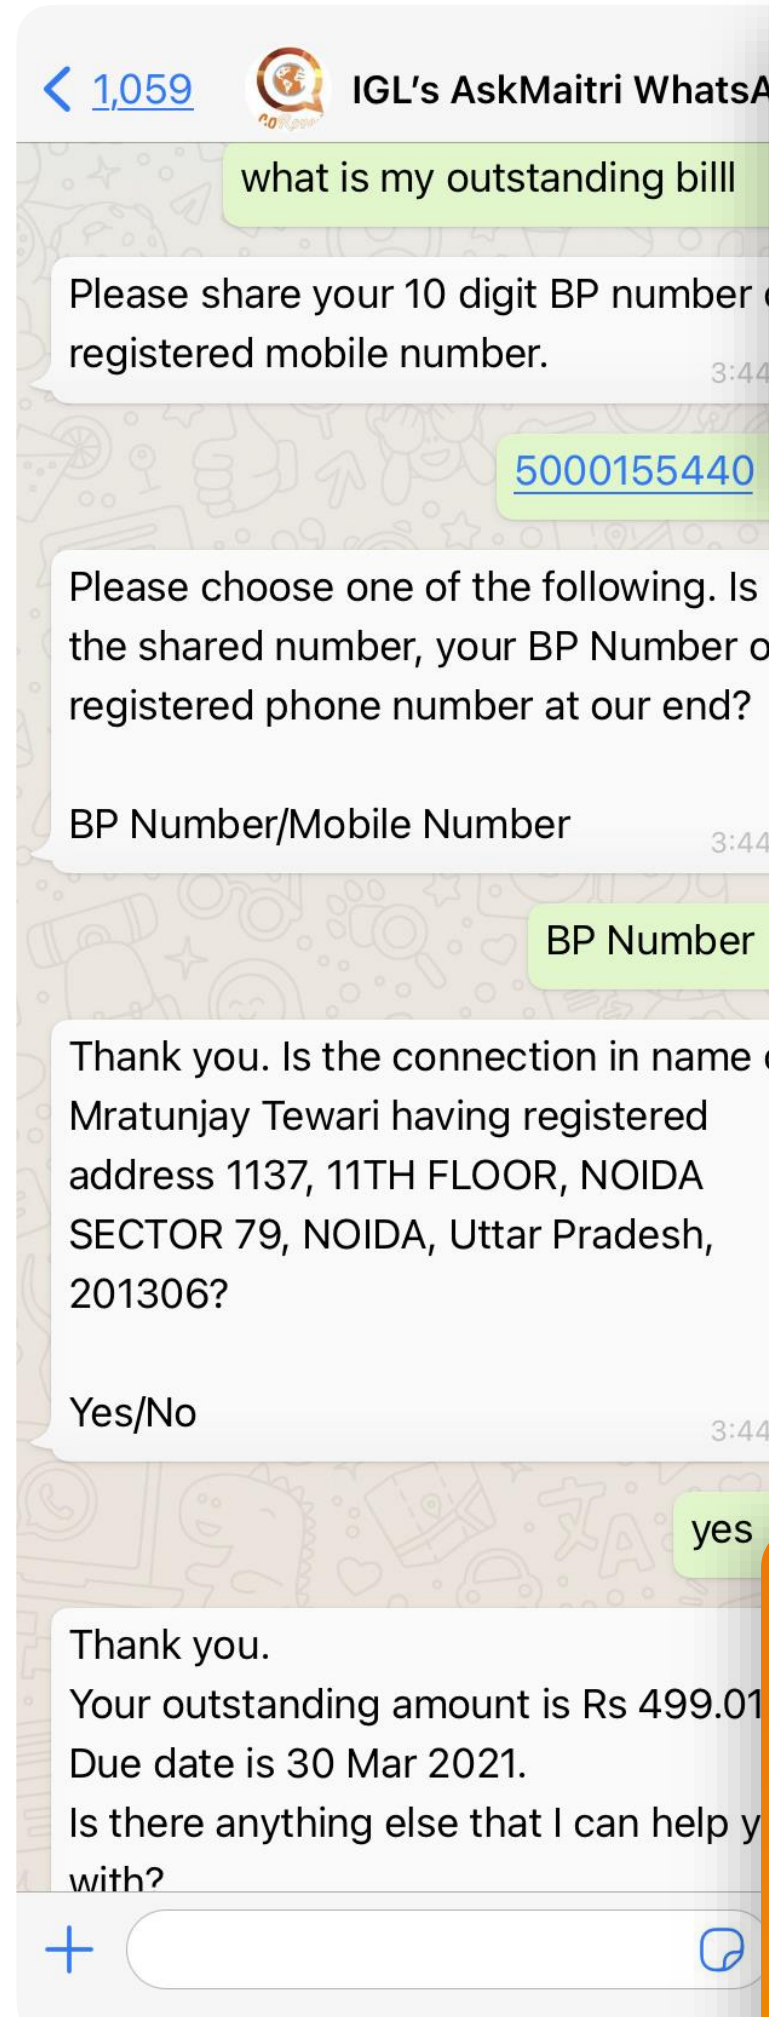 1,059
IGL's AskMaitri WhatsA
what is my outstanding billl
Please share your 10 digit BP number
registered mobile number.
3:44
5000155440
Please choose one of the following. Is
the shared number, your BP Number o
registered phone number at our end?
BP Number/Mobile Number
3:44
BP Number
Thank you. Is the connection in name
Mratunjay Tewari having registered
address 1137, 11TH FLOOR, NOIDA
SECTOR 79, NOIDA, Uttar Pradesh,
201306?
Yes/No
3:44
yes
Thank you.
Your outstanding amount is Rs 499.01
Due date is 30 Mar 2021.
Is there anything else that I can help y
with?